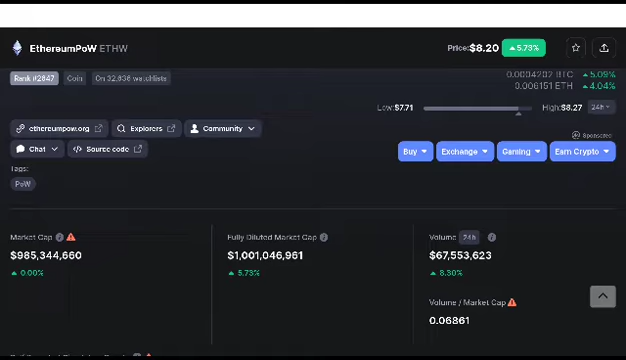 EthereumPoW ETHW
Price: $8.20 5.73%
Rank #2847 Coin On 32,838 watchlists
0.0004202 BTC 5.09%
0.006151 ETH 4.04%
Low: $7.71 High: $8.27 24h
ethereumpow.org Explorers Community
Sponsored
Chat Source code
Buy Exchange Gaming Earn Crypto
Tags:
PoW
Market Cap
$985,344,660
0.00%
Fully Diluted Market Cap
$1,001,046,961
5.73%
Volume 24h
$67,553,623
8.30%
Volume / Market Cap
0.06861